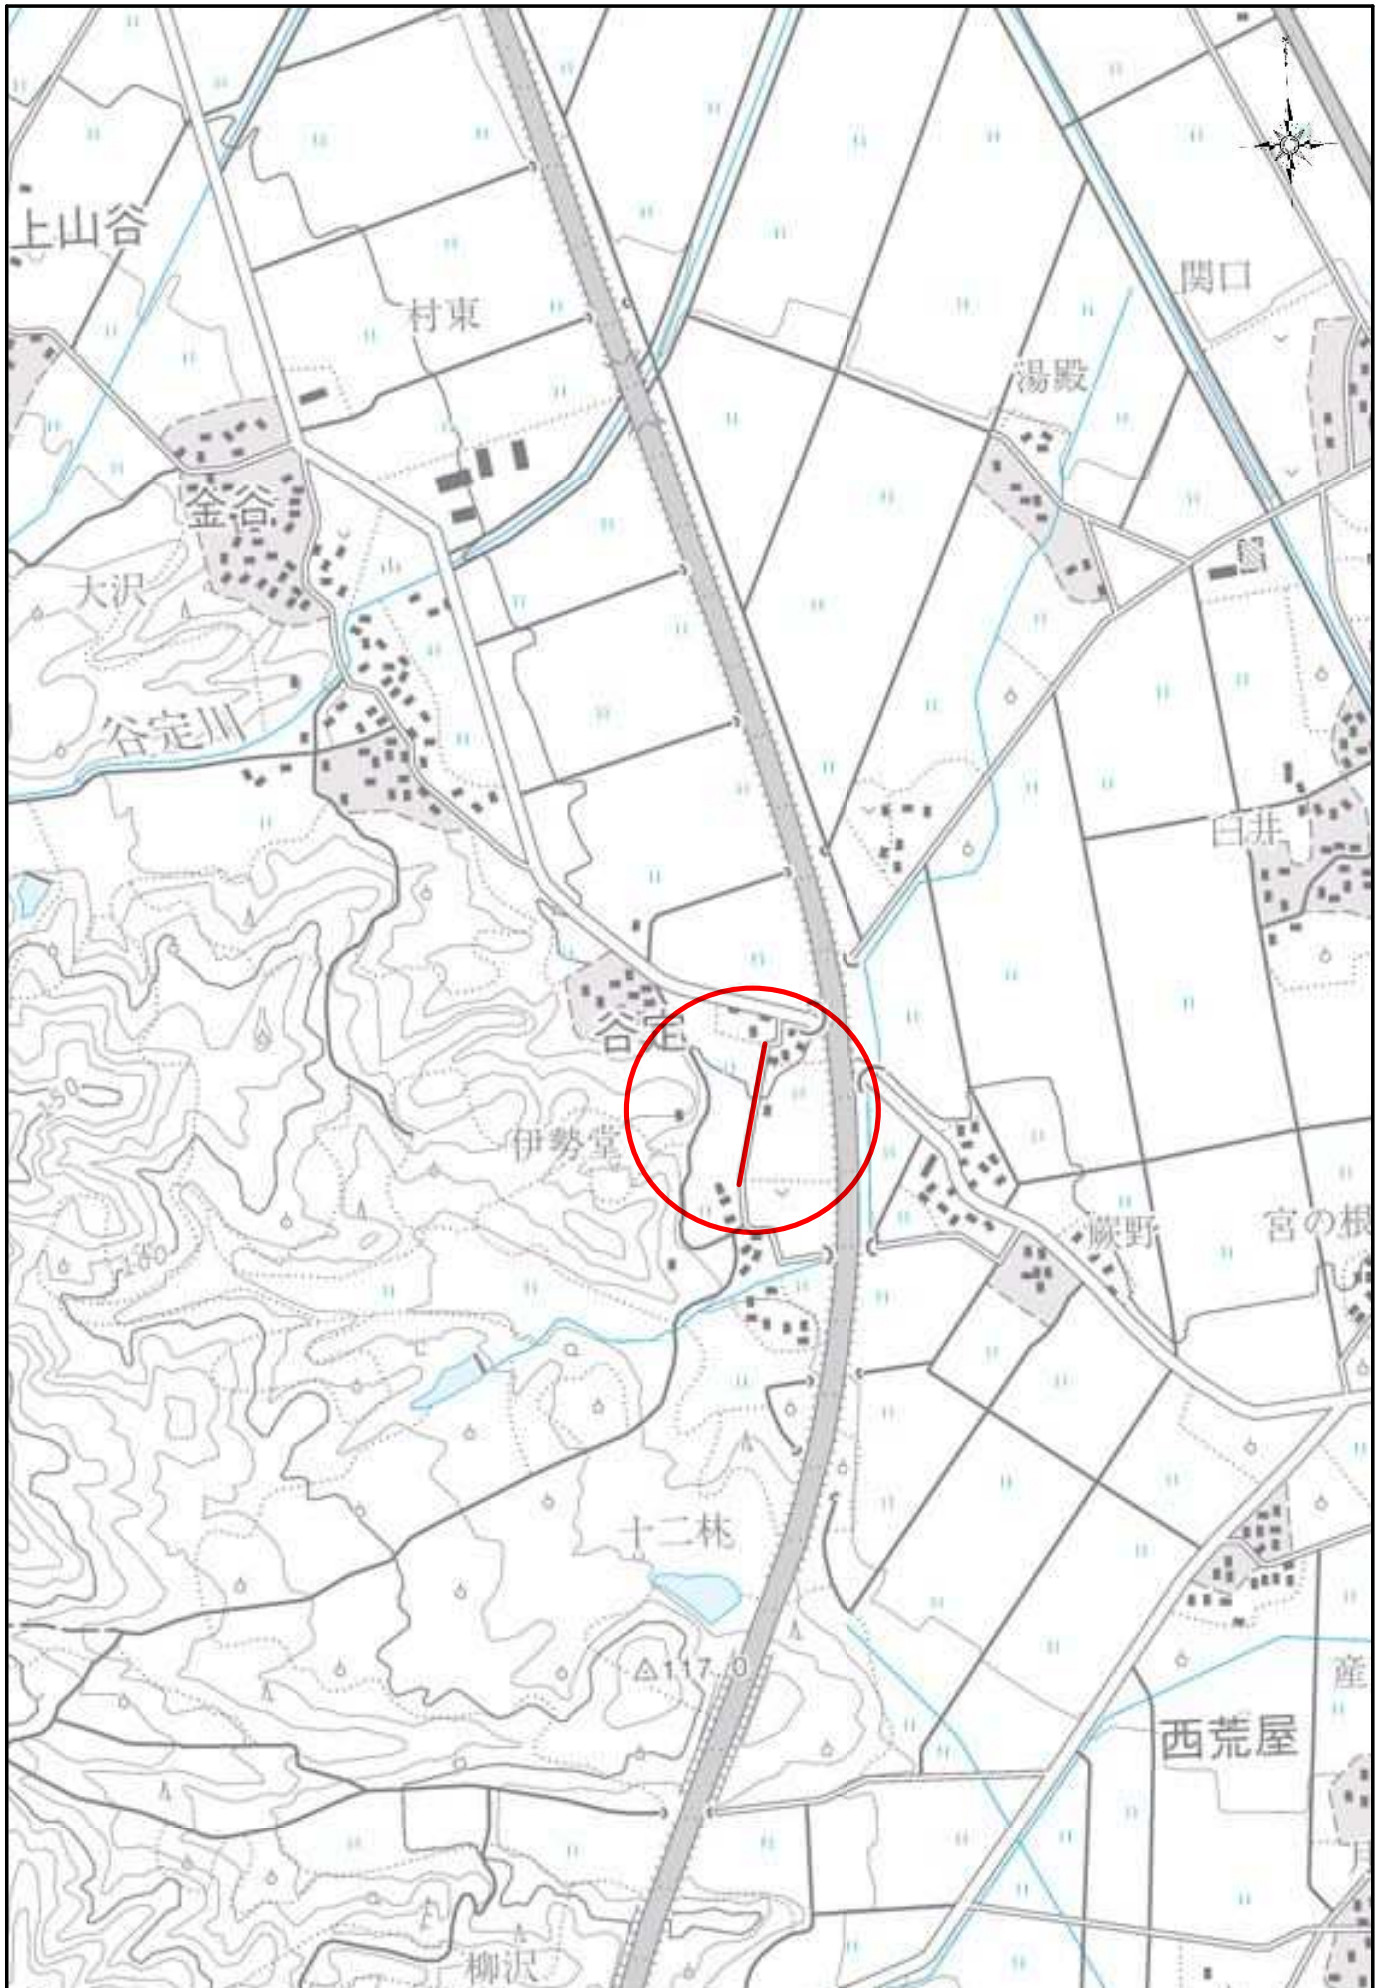 上山谷
関口
村東
湯殿
金谷
大沢
谷定川
臼井
谷定
伊勢堂
宮の根
蕨野
十二林
117.0
産
西荒屋
柳沢